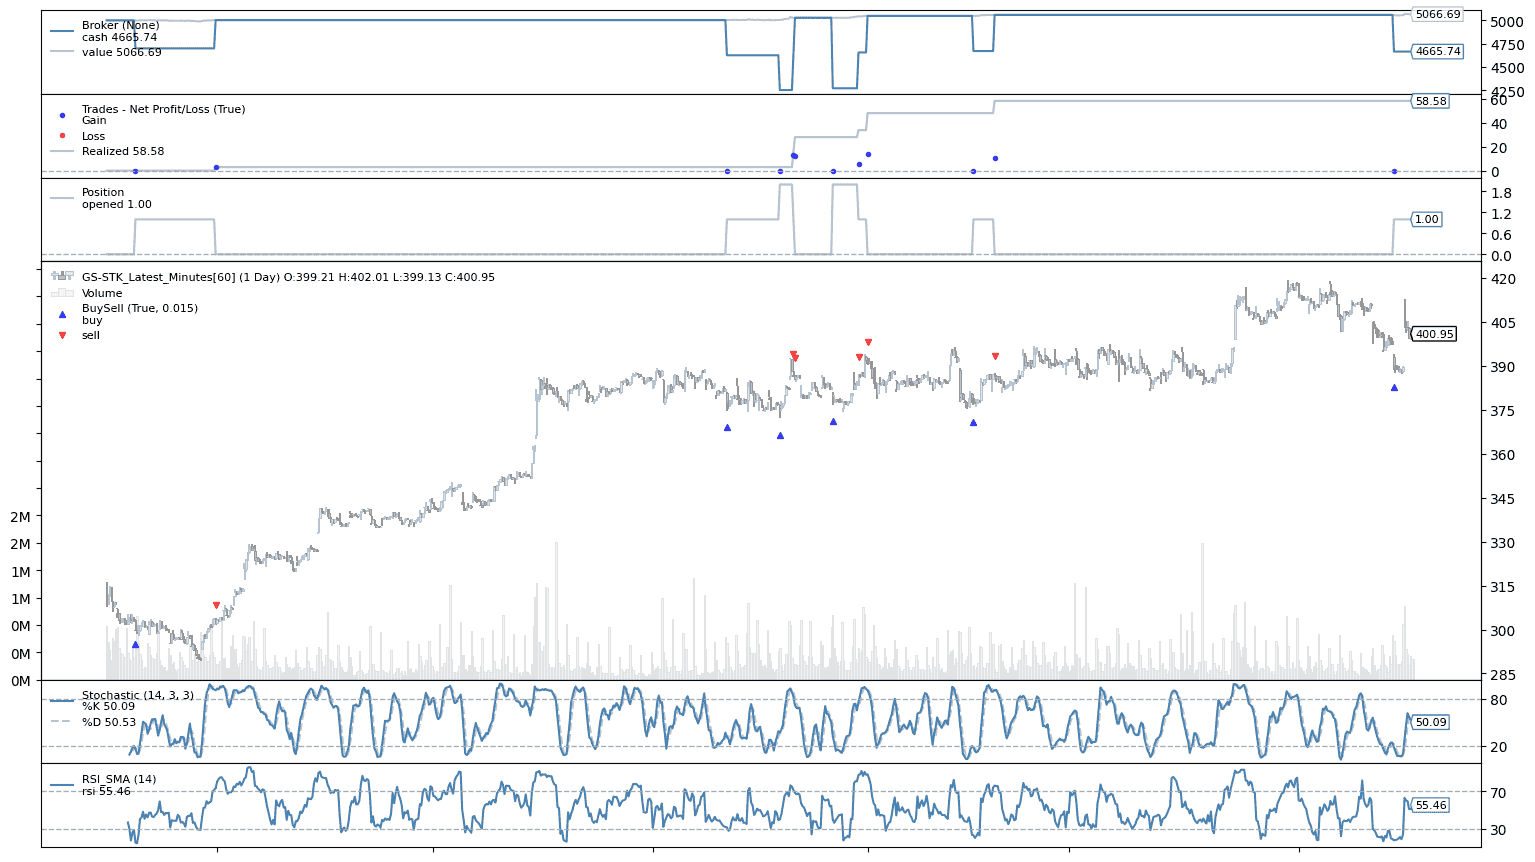 Broker (None)
cash 4665.74
value 5066.69
5066.69
5000
4750
4665.74
4500
4250
Trades - Net Profit/Loss (True)
Gain
Loss
Realized 58.58
60
58.58
40
20
0
Position
opened 1.00
1.8
1.2
1.00
0.6
0.0
GS-STK_Latest_Minutes[60] (1 Day) O:399.21 H:402.01 L:399.13 C:400.95
Volume
BuySell (True, 0.015)
buy
sell
420
405
400.95
390
375
360
345
330
315
300
285
2M
2M
1M
1M
0M
0M
0M
Stochastic (14, 3, 3)
%K 50.09
%D 50.53
80
50.09
20
RSI_SMA (14)
rsi 55.46
70
55.46
30